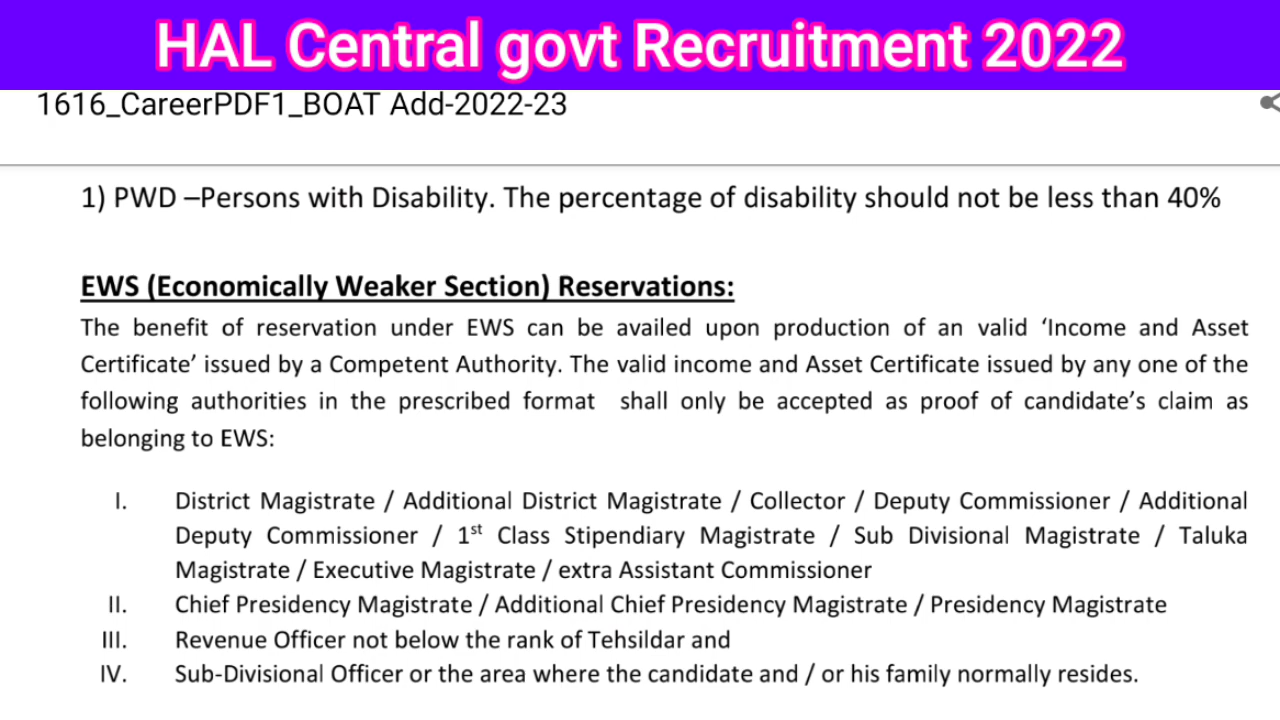 HAL Central govt Recruitment 2022
1616_CareerPDF1_BOAT Add-2022-23
1) PWD –Persons with Disability. The percentage of disability should not be less than 40%
EWS (Economically Weaker Section) Reservations:
The benefit of reservation under EWS can be availed upon production of an valid ‘Income and Asset
Certificate’ issued by a Competent Authority. The valid income and Asset Certificate issued by any one of the
following authorities in the prescribed format shall only be accepted as proof of candidate’s claim as
belonging to EWS:
I. District Magistrate / Additional District Magistrate / Collector / Deputy Commissioner / Additional
Deputy Commissioner / 1st Class Stipendiary Magistrate / Sub Divisional Magistrate / Taluka
Magistrate / Executive Magistrate / extra Assistant Commissioner
II. Chief Presidency Magistrate / Additional Chief Presidency Magistrate / Presidency Magistrate
III. Revenue Officer not below the rank of Tehsildar and
IV. Sub-Divisional Officer or the area where the candidate and / or his family normally resides.